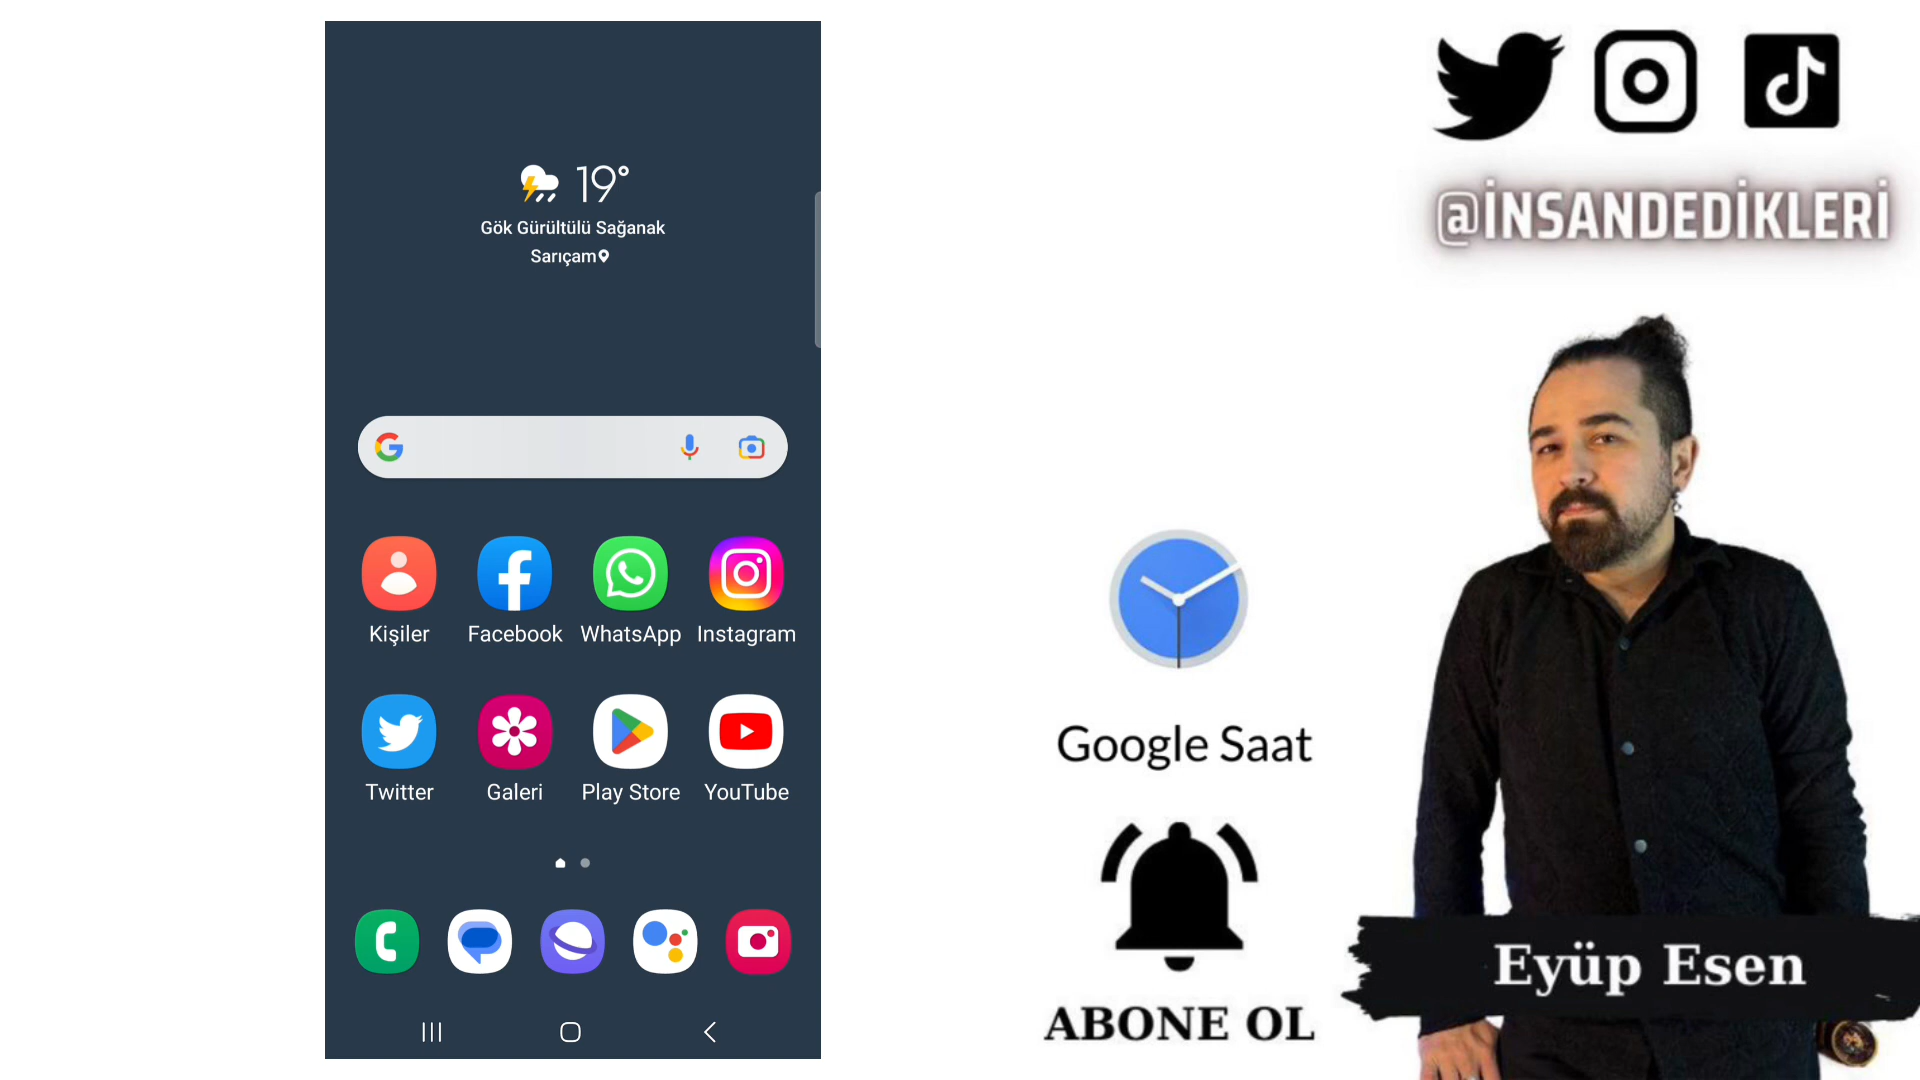 19°
Gök Gürültülü Sağanak
Sarıçam
Kişiler
Facebook
WhatsApp
Instagram
Twitter
Galeri
Play Store
YouTube
@İNSANDEDİKLERİ
Google Saat
ABONE OL
Eyüp Esen